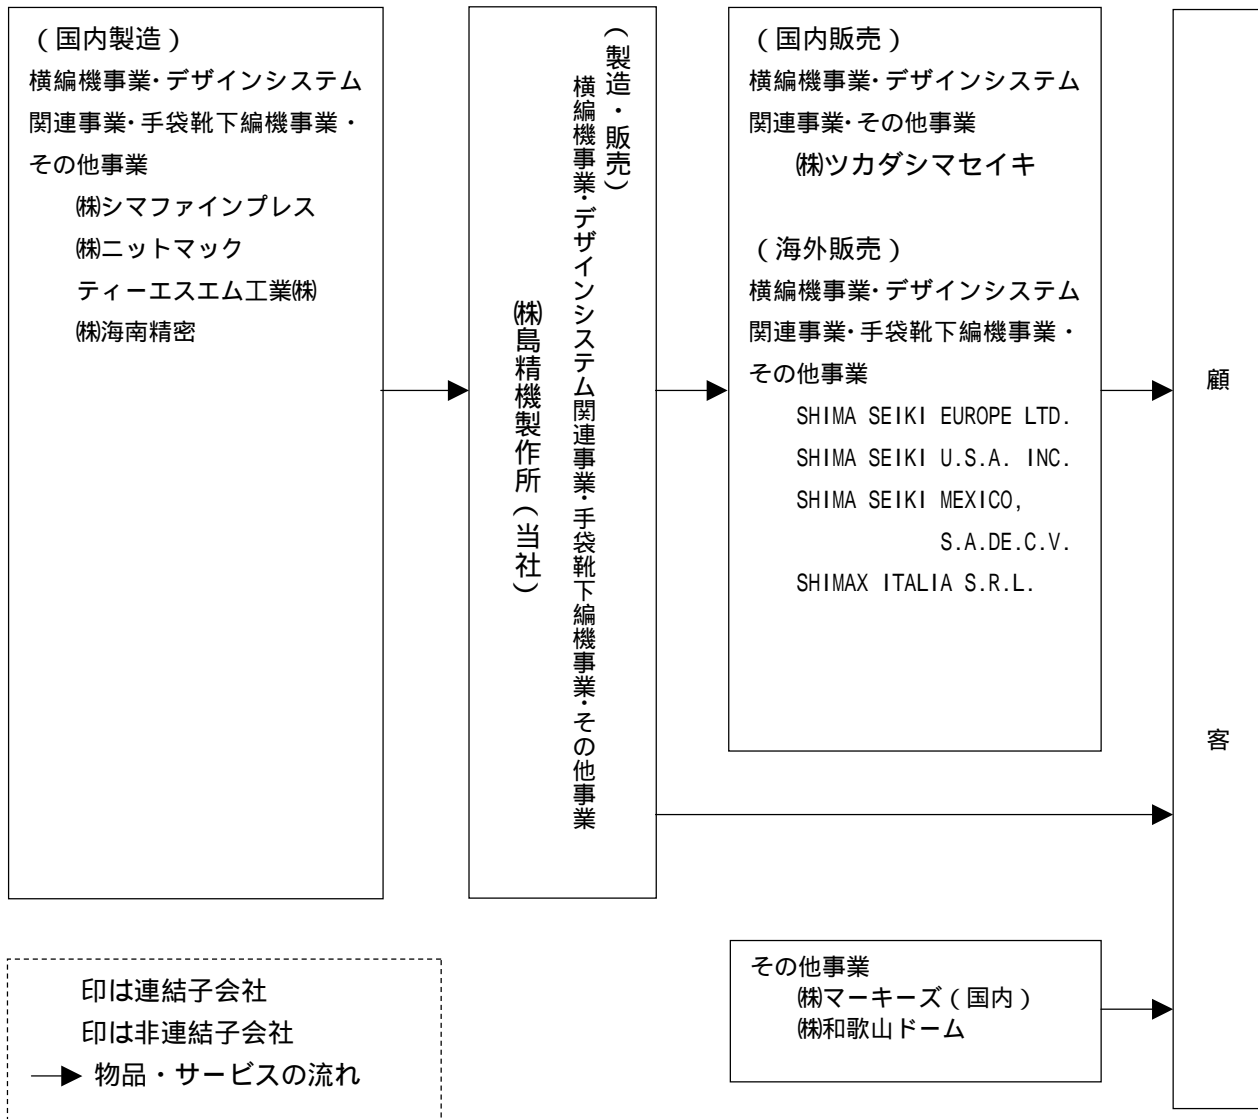 (国内製造)
横編機事業・デザインシステム
関連事業・手袋靴下編機事業・
その他事業
㈱シマファインプレス
㈱ニットマック
ティーエスエム工業㈱
㈱海南精密
(製造・販売)
横編機事業・デザインシステム関連事業・手袋靴下編機事業・その他事業
㈱島精機製作所(当社)
(国内販売)
横編機事業・デザインシステム
関連事業・その他事業
㈱ツカダシマセイキ
(海外販売)
横編機事業・デザインシステム
関連事業・手袋靴下編機事業・
その他事業
SHIMA SEIKI EUROPE LTD.
SHIMA SEIKI U.S.A. INC.
SHIMA SEIKI MEXICO,
S.A.DE.C.V.
SHIMAX ITALIA S.R.L.
顧客
その他事業
㈱マーキーズ(国内)
㈱和歌山ドーム
印は連結子会社
印は非連結子会社
物品・サービスの流れ